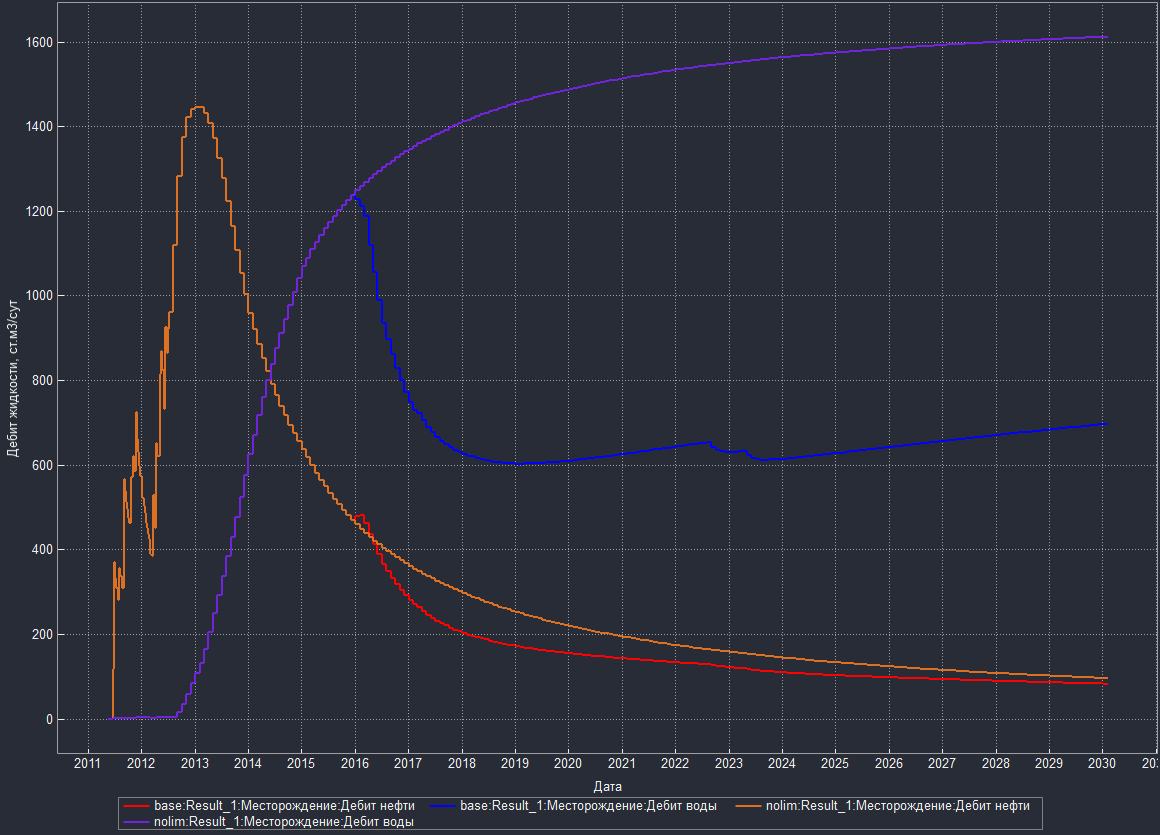 1600
1400
1200
1000
800
600
400
200
0
Дебит жидкости, ст.м3/сут
2011 2012 2013 2014 2015 2016 2017 2018 2019 2020 2021 2022 2023 2024 2025 2026 2027 2028 2029 2030 20
Дата
base:Result_1:Месторождение:Дебит нефти base:Result_1:Месторождение:Дебит воды nolim:Result_1:Месторождение:Дебит нефти
nolim:Result_1:Месторождение:Дебит воды